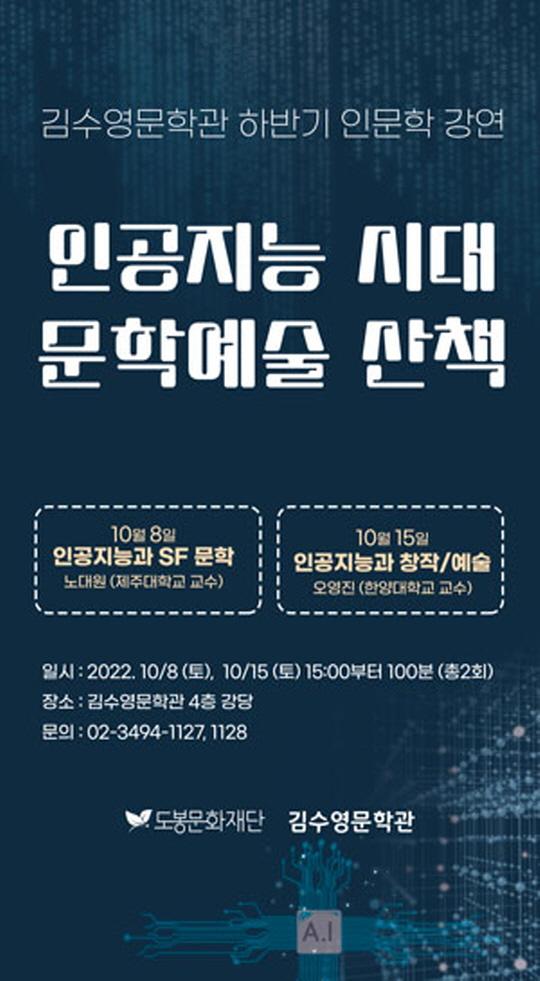 김수영문학관 하반기 인문학 강연
인공지능 시대
문학예술 산책
10월 8일
인공지능과 SF 문학
노대원 (제주대학교 교수)
10월 15일
인공지능과 창작/예술
오영진 (한양대학교 교수)
일시 : 2022. 10/8 (토), 10/15 (토) 15:00부터 100분 (총2회)
장소 : 김수영문학관 4층 강당
문의 : 02-3494-1127, 1128
도봉문화재단 김수영문학관
A.I